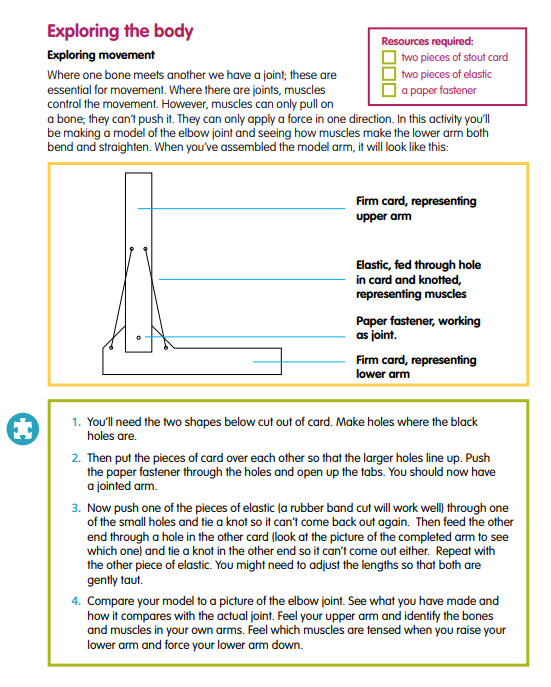 Exploring the body
Exploring movement
Where one bone meets another we have a joint; these are
essential for movement. Where there are joints, muscles
control the movement. However, muscles can only pull on
a bone; they can't push it. They can only apply a force in one direction. In this activity you'll
be making a model of the elbow joint and seeing how muscles make the lower arm both
bend and straighten. When you've assembled the model arm, it will look like this:
Resources required:
two pieces of stout card
two pieces of elastic
a paper fastener
Firm card, representing
upper arm
Elastic, fed through hole
in card and knotted,
representing muscles
Paper fastener, working
as joint.
Firm card, representing
lower arm
1. You'll need the two shapes below cut out of card. Make holes where the black
holes are.
2. Then put the pieces of card over each other so that the larger holes line up. Push
the paper fastener through the holes and open up the tabs. You should now have
a jointed arm.
3. Now push one of the pieces of elastic (a rubber band cut will work well) through one
of the small holes and tie a knot so it can't come back out again. Then feed the other
end through a hole in the other card (look at the picture of the completed arm to see
which one) and tie a knot in the other end so it can't come out either. Repeat with
the other piece of elastic. You might need to adjust the lengths so that both are
gently taut.
4. Compare your model to a picture of the elbow joint. See what you have made and
how it compares with the actual joint. Feel your upper arm and identify the bones
and muscles in your own arms. Feel which muscles are tensed when you raise your
lower arm and force your lower arm down.